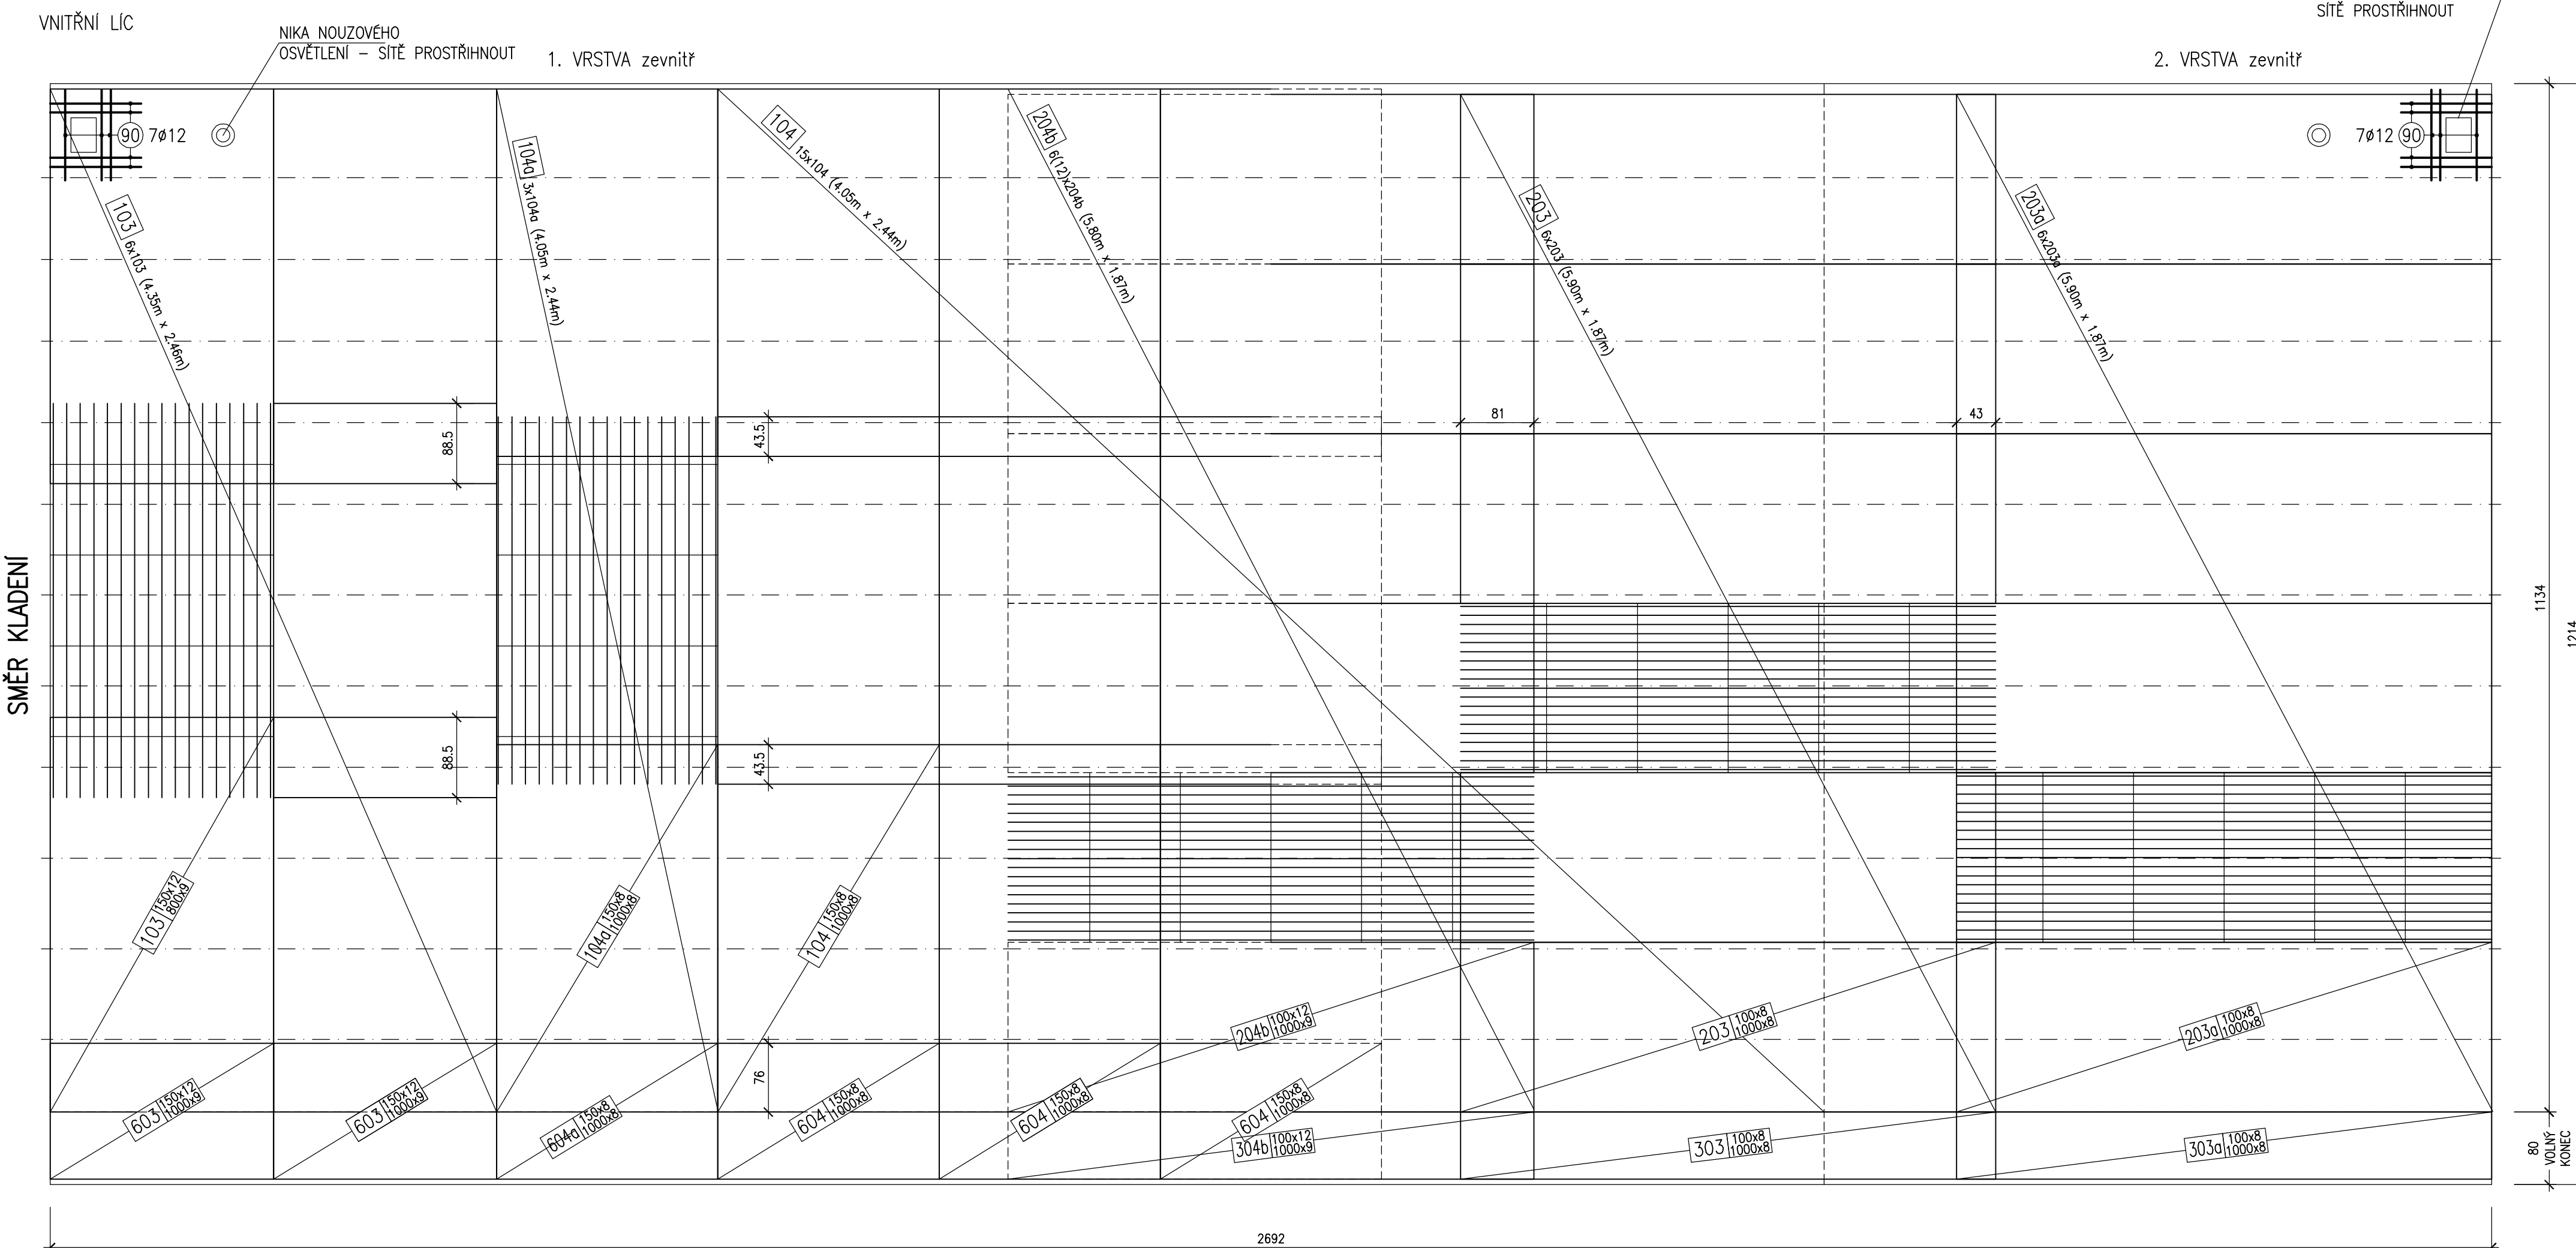 VNITŘNÍ LÍC
NIKA NOUZOVÉHO
OSVĚTLENÍ – SÍTĚ PROSTŘIHNOUT
1. VRSTVA zevnitř
2. VRSTVA zevnitř
SÍTĚ PROSTŘIHNOUT
90 7ø12
7ø12 90
103 6x103 (4.35m x 2.46m)
104a 3x104a (4.05m x 2.44m)
104 15x104 (4.05m x 2.44m)
204b 6(12)x204b (5.80m x 1.87m)
203 6x203 (5.90m x 1.87m)
203a 6x203a (5.90m x 1.87m)
88.5
43.5
81
43
SMĚR KLADENÍ
88.5
43.5
1134
1214
103 150x12
800x9
104a 150x8
1000x8
104 150x8
1000x8
204b 100x12
1000x9
203 100x8
1000x8
203a 100x8
1000x8
76
603 150x12
1000x9
603 150x12
1000x9
604a 150x8
1000x8
604 150x8
1000x8
604 150x8
1000x8
604 150x8
1000x8
304b 100x12
1000x9
303 100x8
1000x8
303a 100x8
1000x8
80
VOLNÝ
KONEC
2692